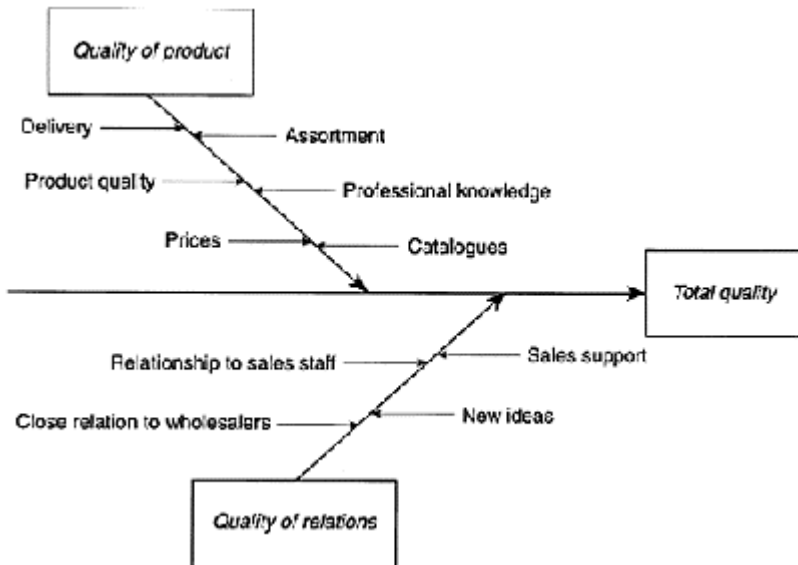 Quality of product
Delivery
Assortment
Product quality
Professional knowledge
Prices
Catalogues
Total quality
Relationship to sales staff
Sales support
Close relation to wholesalers
New ideas
Quality of relations